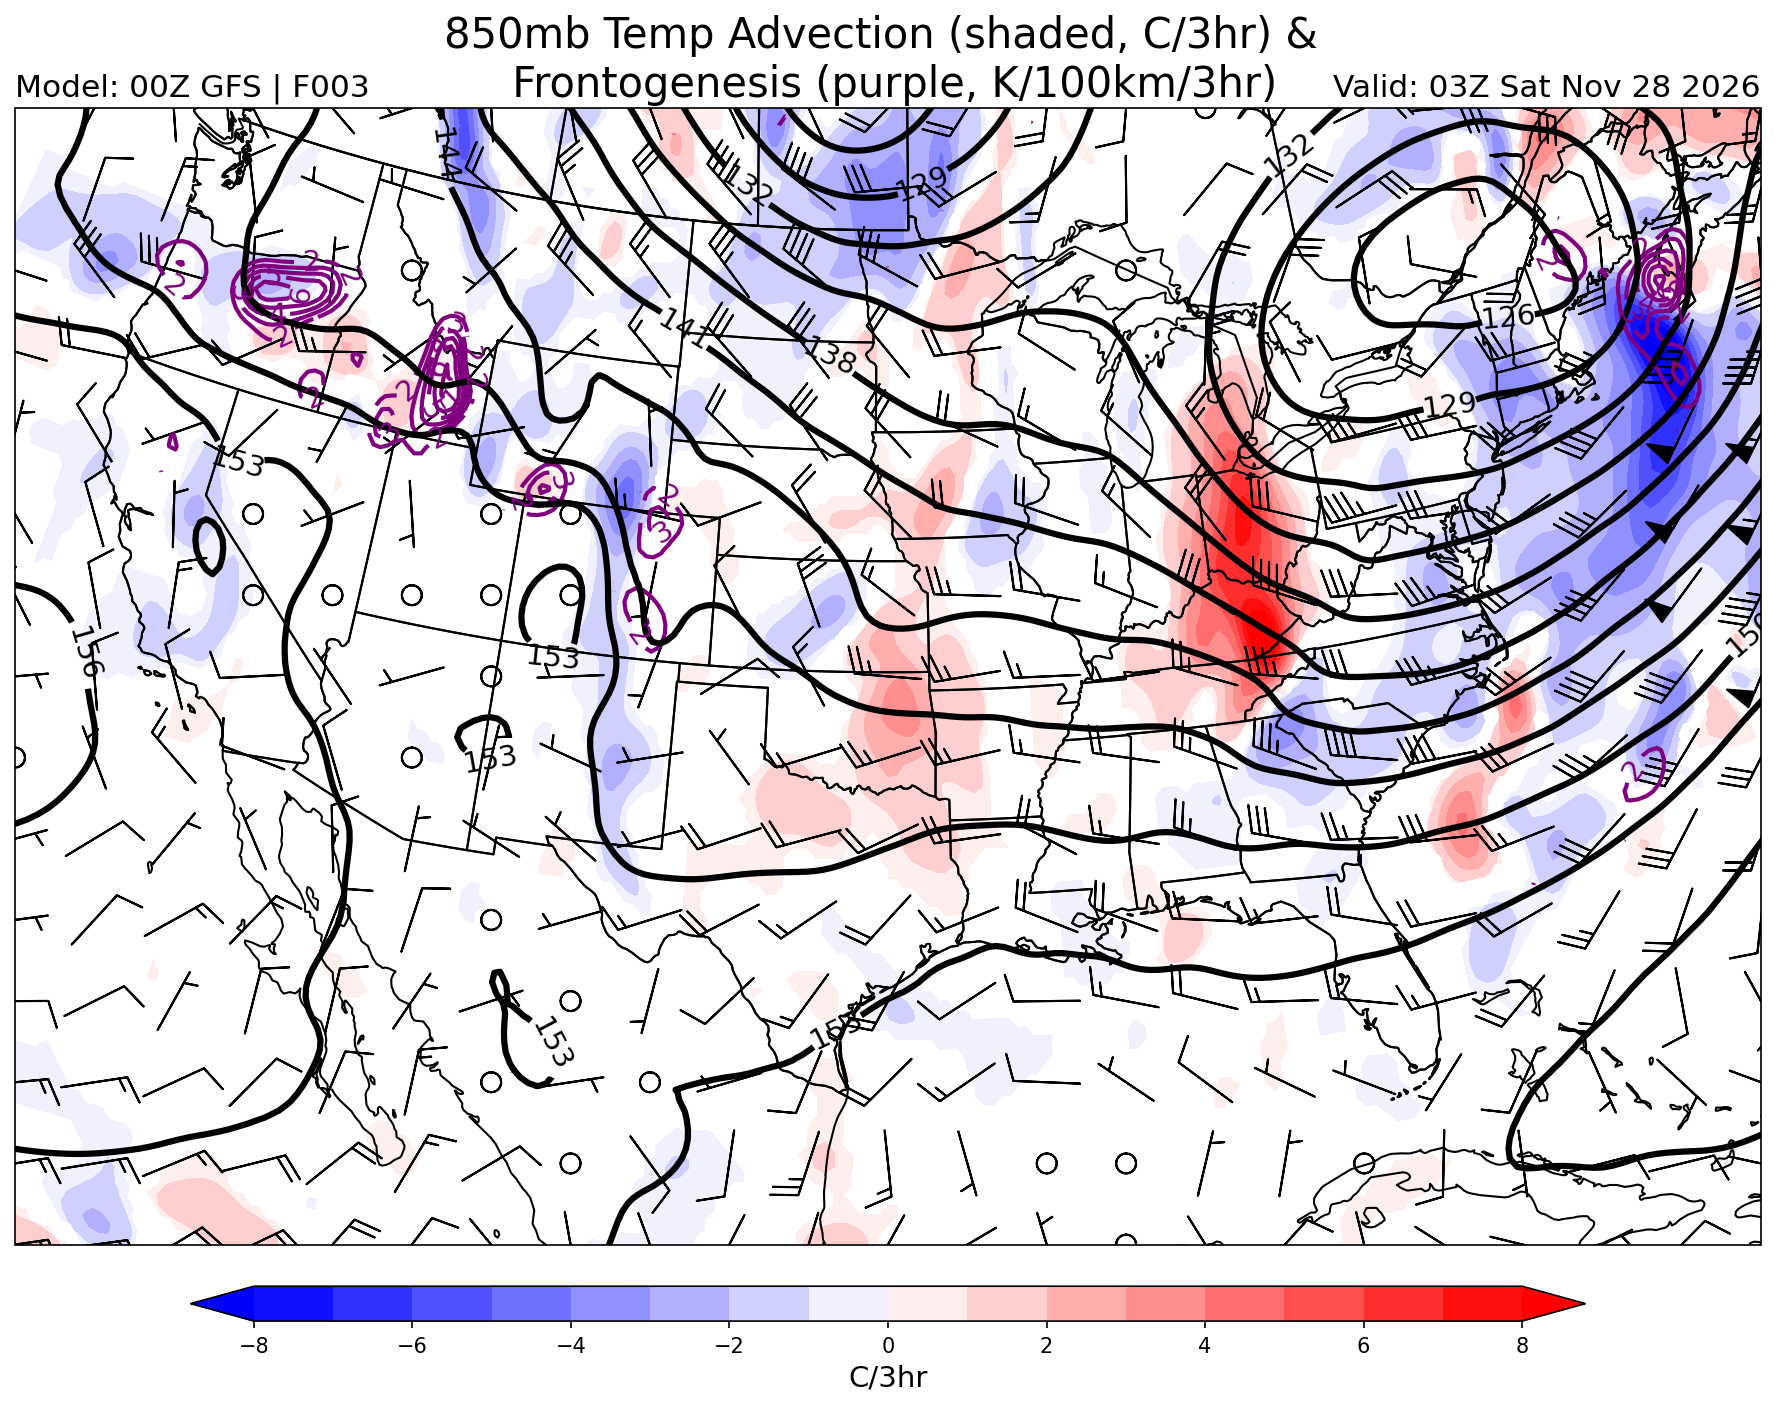 850mb Temp Advection (shaded, C/3hr) &
Frontogenesis (purple, K/100km/3hr)
Model: 00Z GFS | F003
Valid: 03Z Sat Nov 28 2026
144
132
129
132
141
138
126
129
153
156
153
153
153
−8 −6 −4 −2 0 2 4 6 8
C/3hr